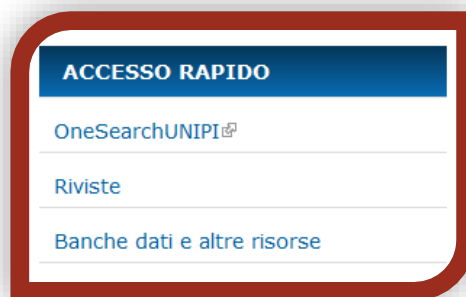 ACCESSO RAPIDO
OneSearchUNIPI
Riviste
Banche dati e altre risorse